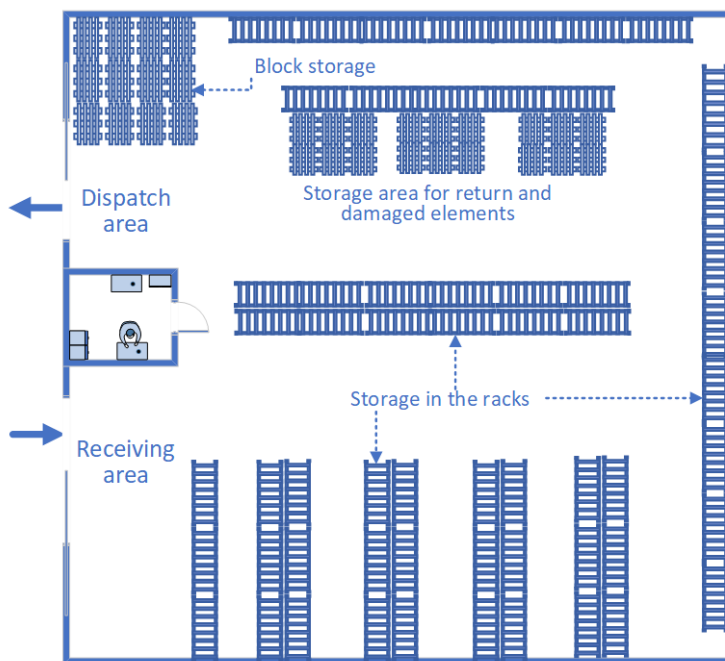 Block storage
Storage area for return and
damaged elements
Dispatch
area
Storage in the racks
Receiving
area